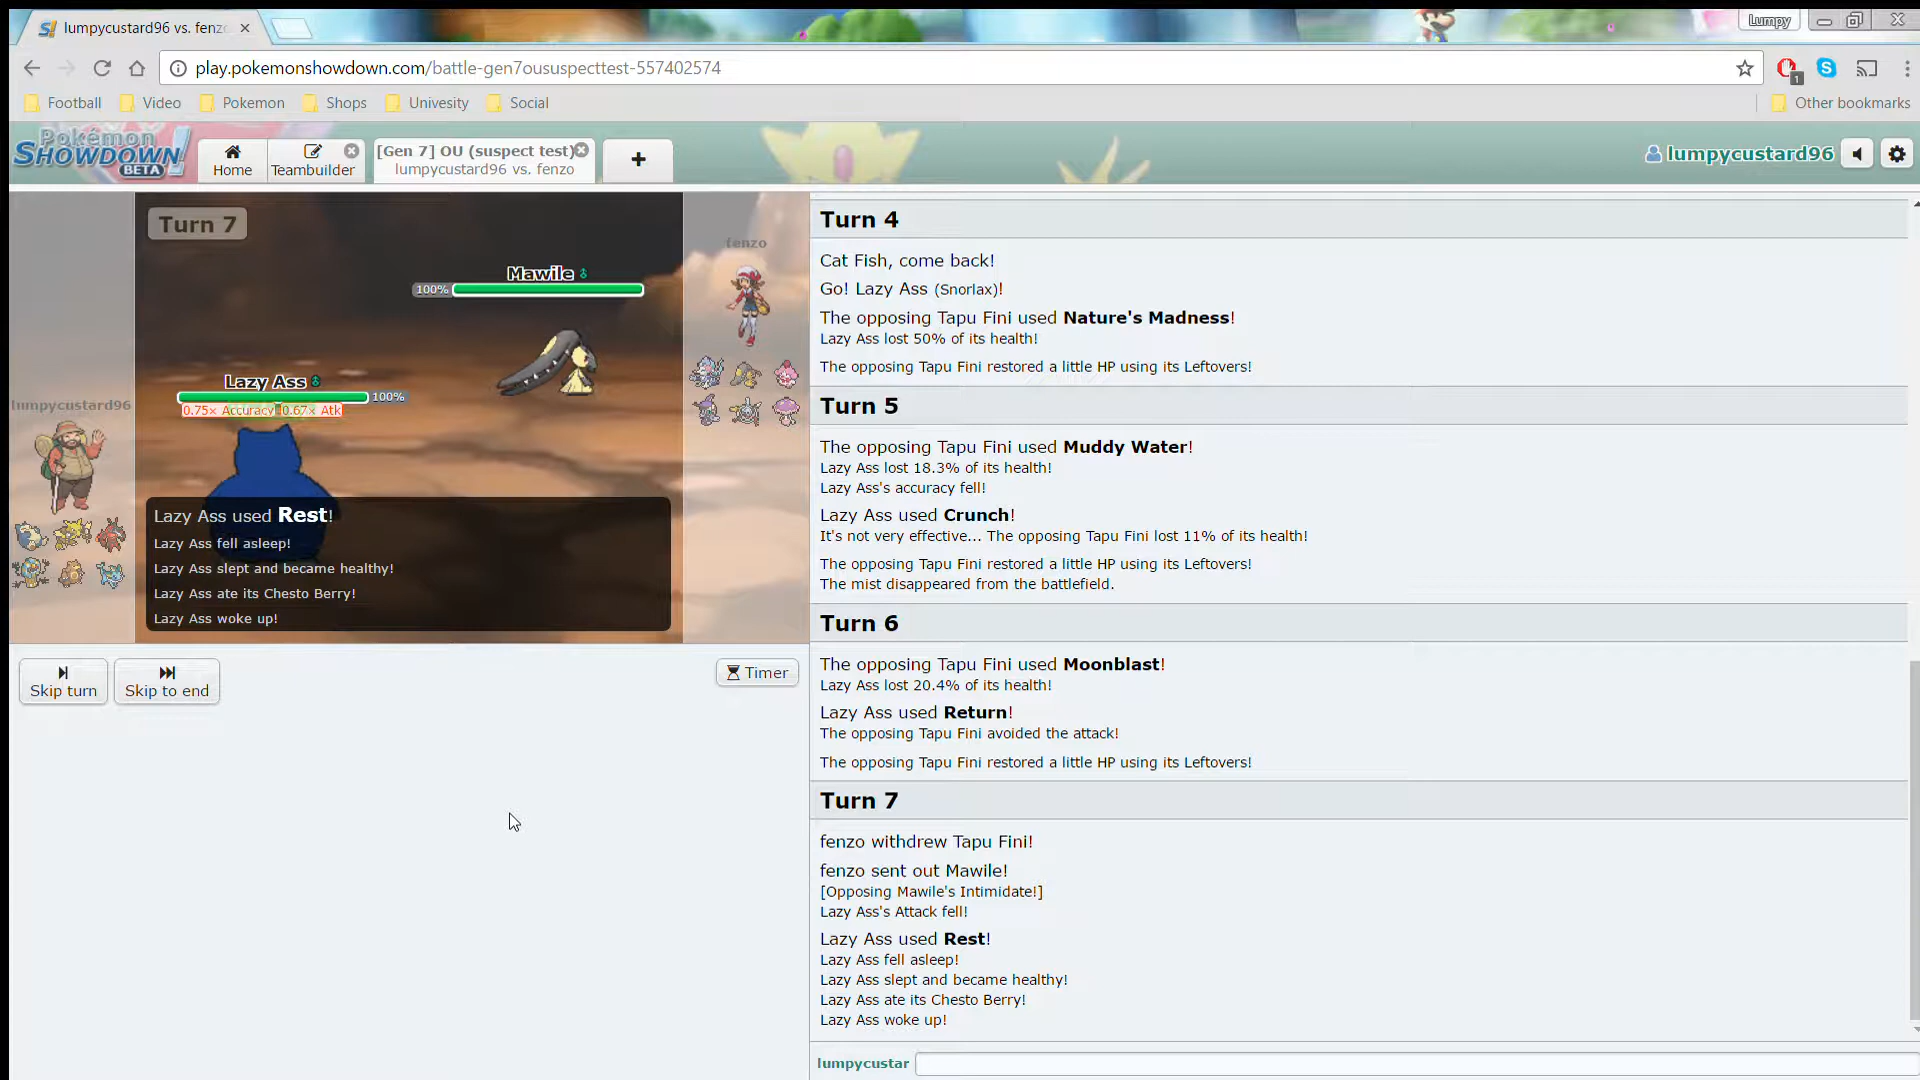 lumpycustard96 vs. fenzo
Lumpy
play.pokemonshowdown.com/battle-gen7oususpecttest-557402574
1
Football
Video
Pokemon
Shops
Univesity
Social
Other bookmarks
Pokémon
SHOWDOWN!
BETA
Home
Teambuilder
[Gen 7] OU (suspect test)
lumpycustard96 vs. fenzo
+
lumpycustard96
Turn 7
fenzo
Mawile
100%
Lazy Ass
100%
0.75× Accuracy 0.67× Atk
lumpycustard96
Lazy Ass used Rest!
Lazy Ass fell asleep!
Lazy Ass slept and became healthy!
Lazy Ass ate its Chesto Berry!
Lazy Ass woke up!
Skip turn
Skip to end
Timer
Turn 4
Cat Fish, come back!
Go! Lazy Ass (Snorlax)!
The opposing Tapu Fini used Nature's Madness!
Lazy Ass lost 50% of its health!
The opposing Tapu Fini restored a little HP using its Leftovers!
Turn 5
The opposing Tapu Fini used Muddy Water!
Lazy Ass lost 18.3% of its health!
Lazy Ass's accuracy fell!
Lazy Ass used Crunch!
It's not very effective... The opposing Tapu Fini lost 11% of its health!
The opposing Tapu Fini restored a little HP using its Leftovers!
The mist disappeared from the battlefield.
Turn 6
The opposing Tapu Fini used Moonblast!
Lazy Ass lost 20.4% of its health!
Lazy Ass used Return!
The opposing Tapu Fini avoided the attack!
The opposing Tapu Fini restored a little HP using its Leftovers!
Turn 7
fenzo withdrew Tapu Fini!
fenzo sent out Mawile!
[Opposing Mawile's Intimidate!]
Lazy Ass's Attack fell!
Lazy Ass used Rest!
Lazy Ass fell asleep!
Lazy Ass slept and became healthy!
Lazy Ass ate its Chesto Berry!
Lazy Ass woke up!
lumpycustar